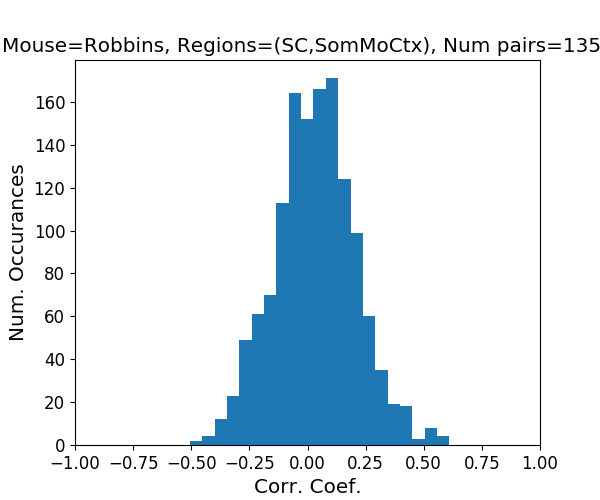 Mouse=Robbins, Regions=(SC,SomMoCtx), Num pairs=135
160
140
120
100
80
60
40
20
0
Num. Occurances
−1.00 −0.75 −0.50 −0.25 0.00 0.25 0.50 0.75 1.00
Corr. Coef.